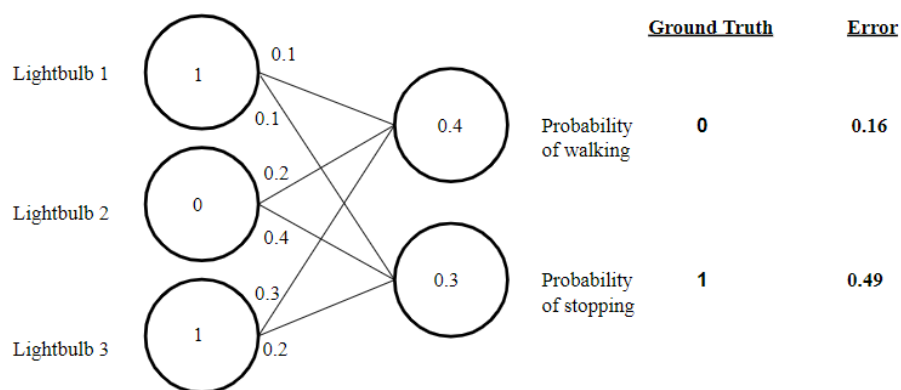 Ground Truth Error
Lightbulb 1
1
0.1
0.1
0.4
Probability
of walking
0
0.16
Lightbulb 2
0
0.2
0.4
0.3
Probability
of stopping
1
0.49
Lightbulb 3
1
0.3
0.2